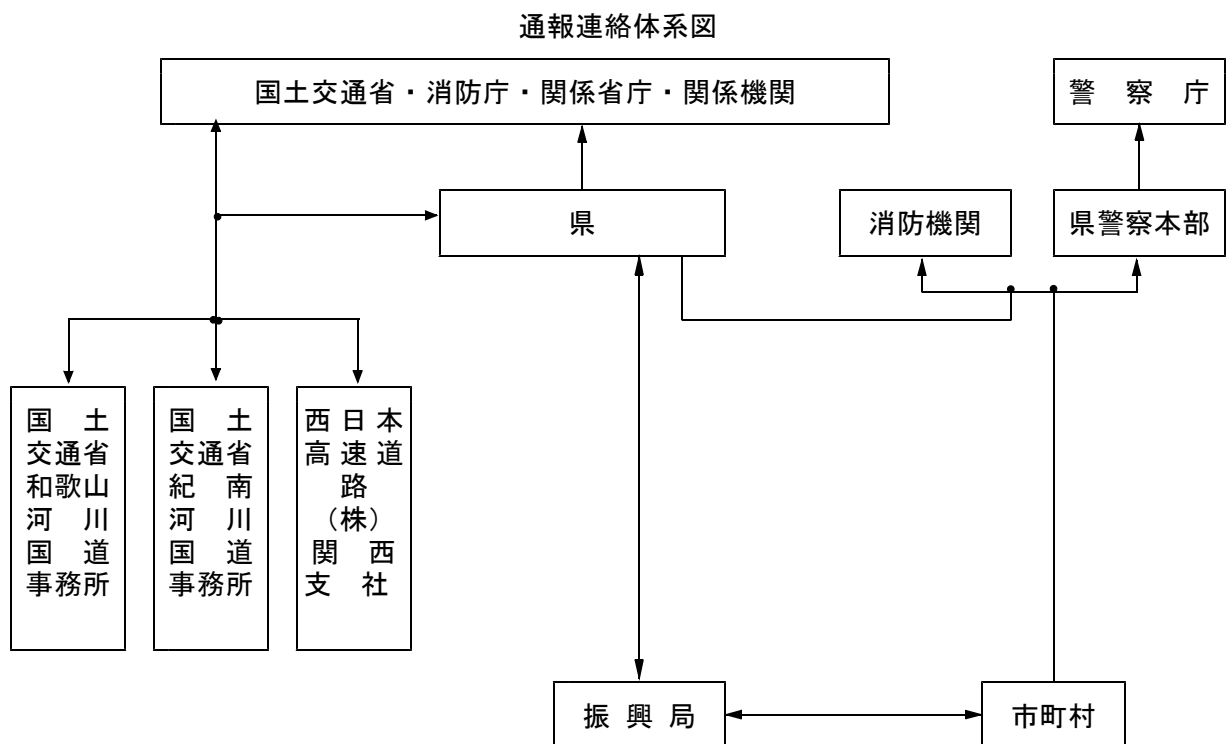 通報連絡体系図
国土交通省・消防庁・関係省庁・関係機関
警察庁
県
消防機関
県警察本部
国土
交通省
和歌山
河川
国道
事務所
国土
交通省
紀南
河川
国道
事務所
西日本
高速道
路
（株）
関西
支社
振興局
市町村